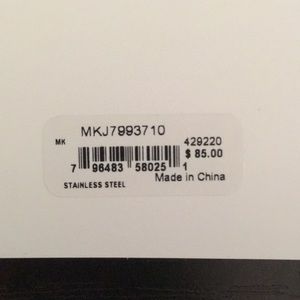 MKJ7993710
MK 429220
$ 85.00
7 96483 58025 1
Made in China
STAINLESS STEEL